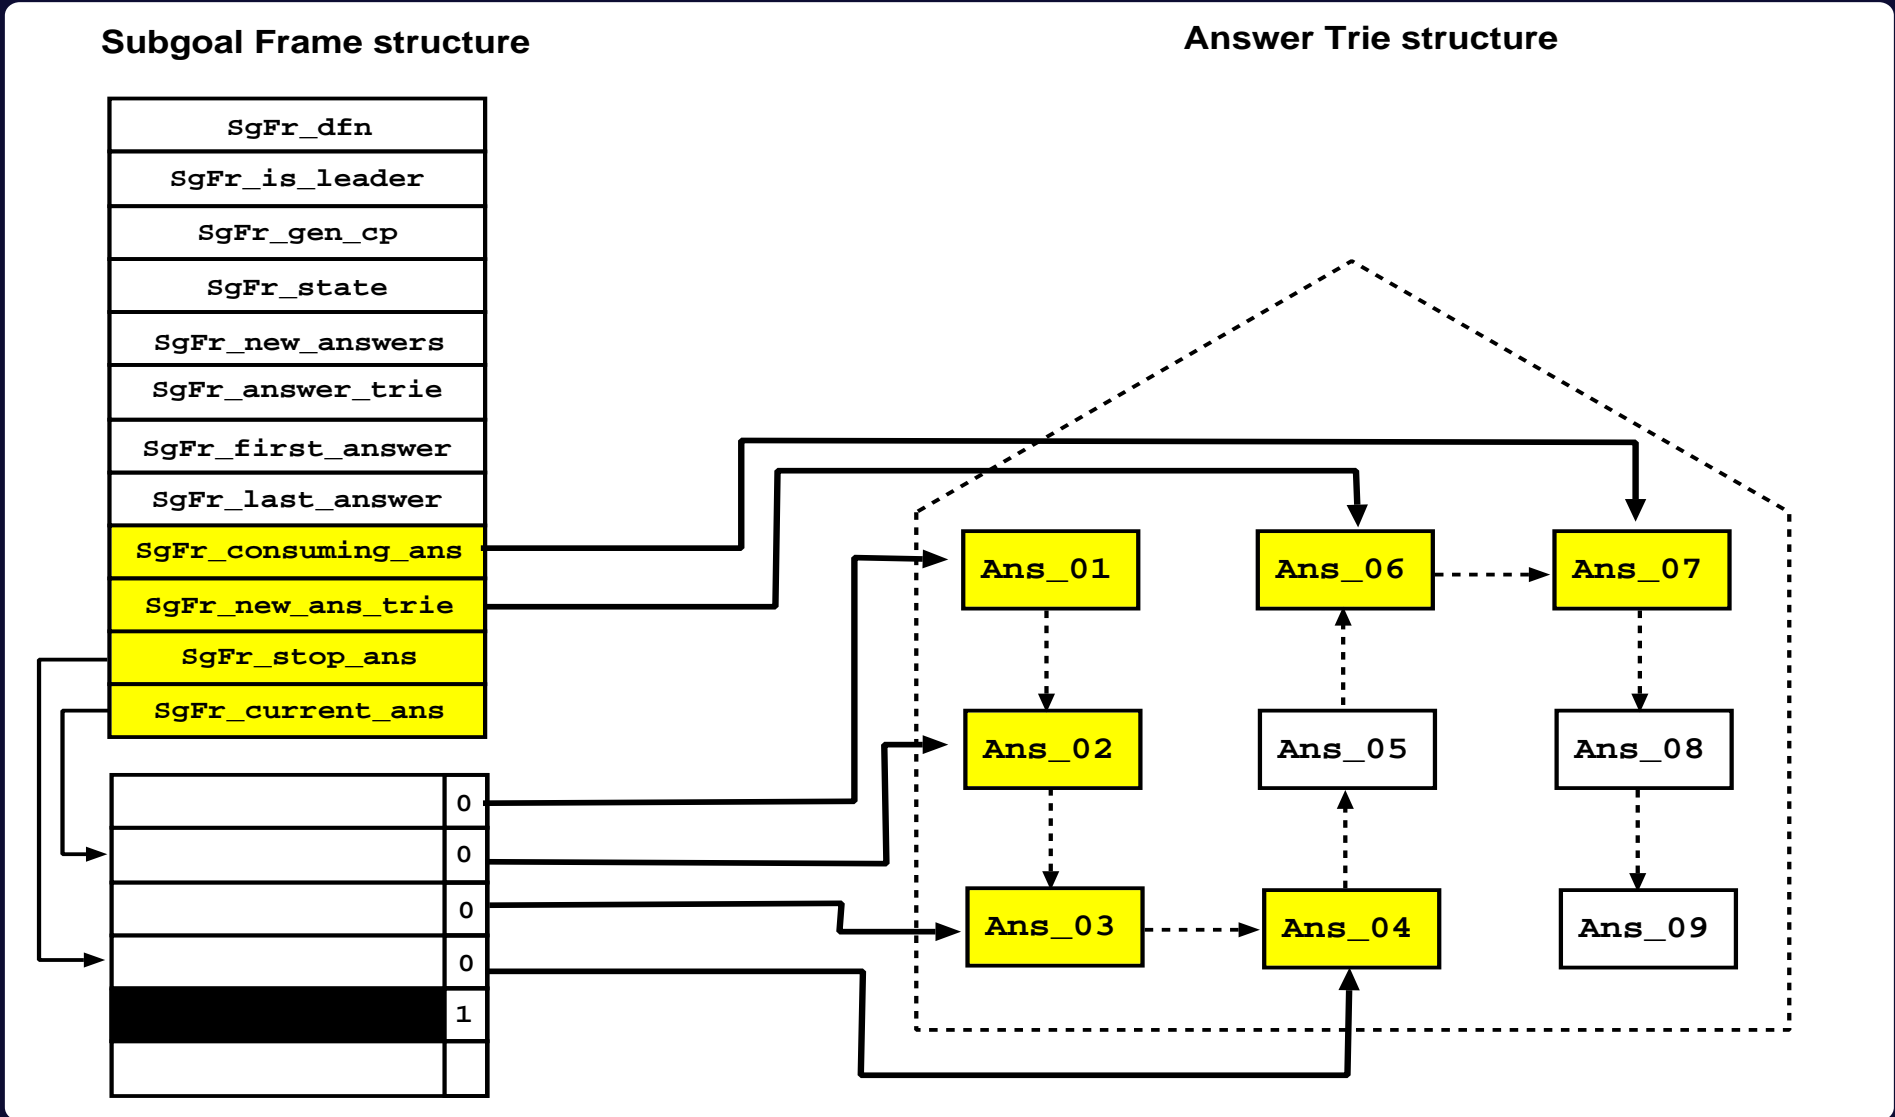 Subgoal Frame structure
Answer Trie structure
SgFr_dfn
SgFr_is_leader
SgFr_gen_cp
SgFr_state
SgFr_new_answers
SgFr_answer_trie
SgFr_first_answer
SgFr_last_answer
SgFr_consuming_ans
SgFr_new_ans_trie
SgFr_stop_ans
SgFr_current_ans
0
0
0
0
1
Ans_01
Ans_06
Ans_07
Ans_02
Ans_05
Ans_08
Ans_03
Ans_04
Ans_09